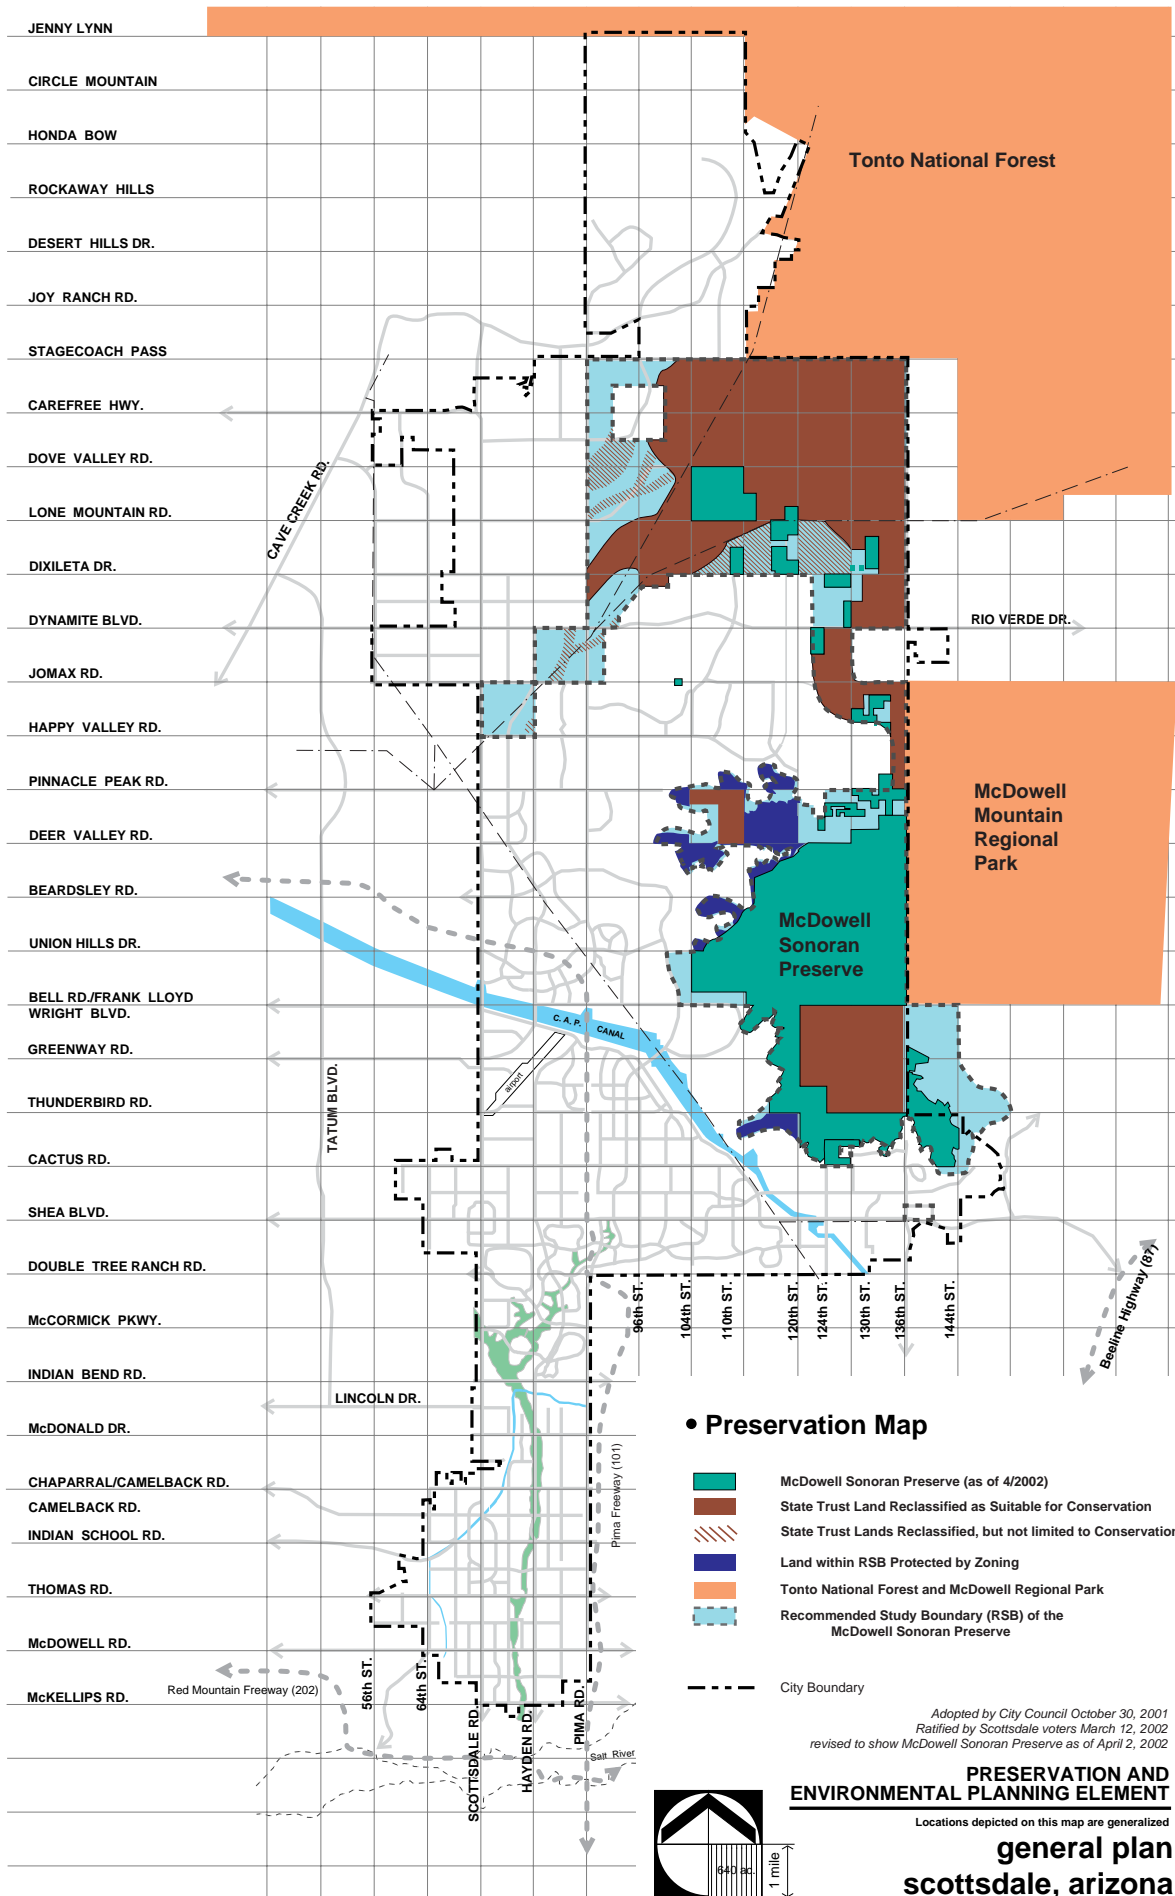 JENNY LYNN
CIRCLE MOUNTAIN
HONDA BOW
ROCKAWAY HILLS
DESERT HILLS DR.
JOY RANCH RD.
STAGECOACH PASS
CAREFREE HWY.
DOVE VALLEY RD.
LONE MOUNTAIN RD.
DIXILETA DR.
DYNAMITE BLVD.
JOMAX RD.
HAPPY VALLEY RD.
PINNACLE PEAK RD.
DEER VALLEY RD.
BEARDSLEY RD.
UNION HILLS DR.
BELL RD./FRANK LLOYD
WRIGHT BLVD.
GREENWAY RD.
THUNDERBIRD RD.
CACTUS RD.
SHEA BLVD.
DOUBLE TREE RANCH RD.
McCORMICK PKWY.
INDIAN BEND RD.
McDONALD DR.
CHAPARRAL/CAMELBACK RD.
CAMELBACK RD.
INDIAN SCHOOL RD.
THOMAS RD.
McDOWELL RD.
McKELLIPS RD.
Tonto National Forest
CAVE CREEK RD.
RIO VERDE DR.
McDowell
Mountain
Regional
Park
McDowell
Sonoran
Preserve
C. A. P. CANAL
airport
TATUM BLVD.
LINCOLN DR.
96th ST.
104th ST.
110th ST.
120th ST.
124th ST.
130th ST.
136th ST.
144th ST.
Beeline Highway (87)
Pima Freeway (101)
Red Mountain Freeway (202)
56th ST.
64th ST.
SCOTTSDALE RD.
HAYDEN RD.
PIMA RD.
Salt River
• Preservation Map
McDowell Sonoran Preserve (as of 4/2002)
State Trust Land Reclassified as Suitable for Conservation
State Trust Lands Reclassified, but not limited to Conservation
Land within RSB Protected by Zoning
Tonto National Forest and McDowell Regional Park
Recommended Study Boundary (RSB) of the
McDowell Sonoran Preserve
City Boundary
Adopted by City Council October 30, 2001
Ratified by Scottsdale voters March 12, 2002
revised to show McDowell Sonoran Preserve as of April 2, 2002
PRESERVATION AND
ENVIRONMENTAL PLANNING ELEMENT
Locations depicted on this map are generalized
general plan
scottsdale, arizona
640 ac.
1 mile